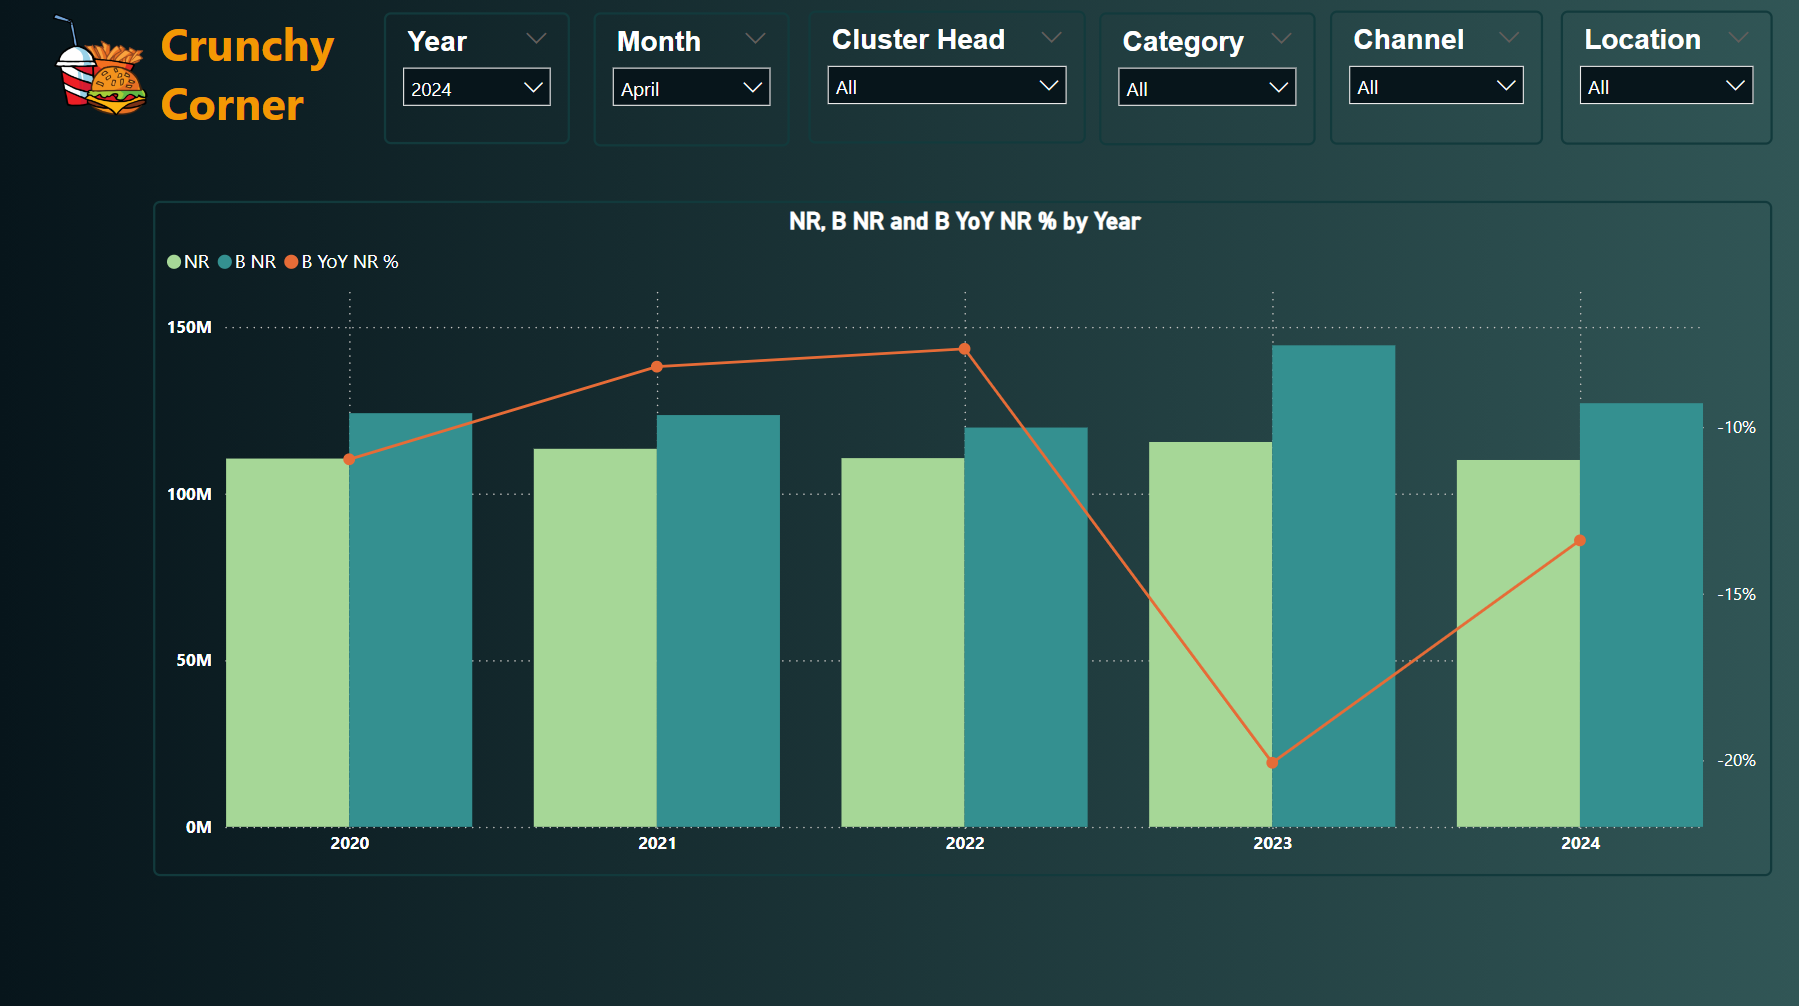 Crunchy
Corner
Year
2024
Month
April
Cluster Head
All
Category
All
Channel
All
Location
All
NR, B NR and B YoY NR % by Year
NR B NR B YoY NR %
150M
100M
50M
0M
-10%
-15%
-20%
2020 2021 2022 2023 2024